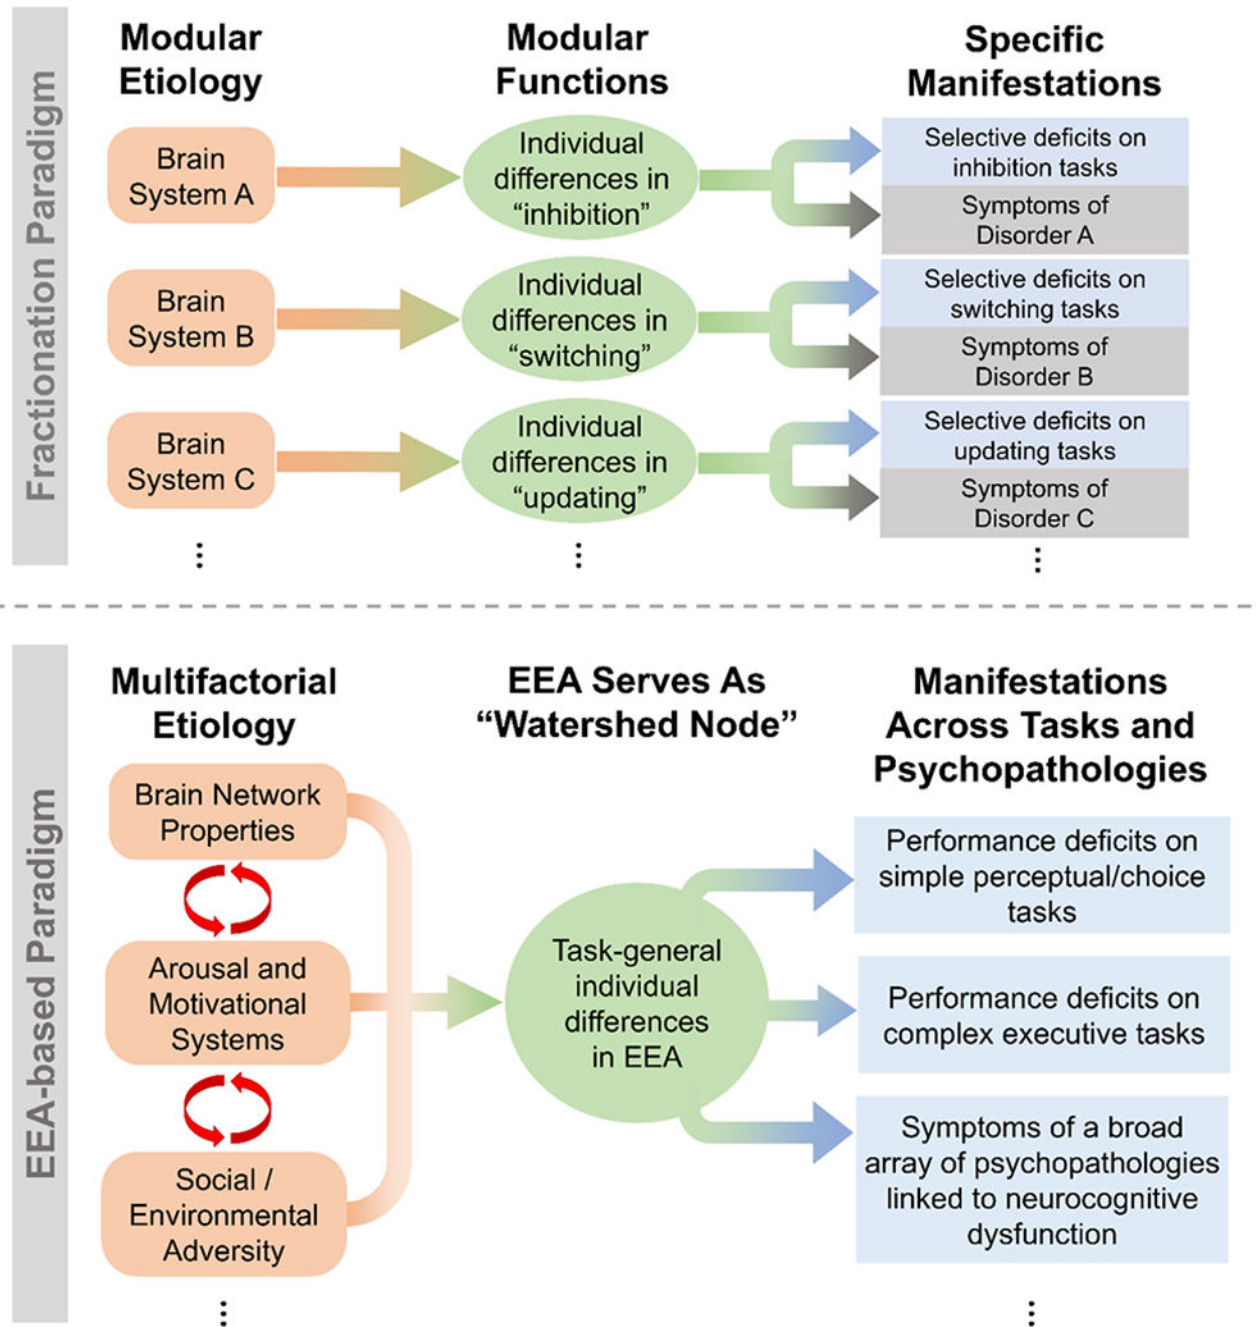 Fractionation Paradigm
Modular
Etiology
Modular
Functions
Specific
Manifestations
Brain
System A
Individual
differences in
“inhibition”
Selective deficits on
inhibition tasks
Symptoms of
Disorder A
Brain
System B
Individual
differences in
“switching”
Selective deficits on
switching tasks
Symptoms of
Disorder B
Brain
System C
Individual
differences in
“updating”
Selective deficits on
updating tasks
Symptoms of
Disorder C
⋮
⋮
⋮
EEA-based Paradigm
Multifactorial
Etiology
EEA Serves As
“Watershed Node”
Manifestations
Across Tasks and
Psychopathologies
Brain Network
Properties
Arousal and
Motivational
Systems
Social /
Environmental
Adversity
⋮
Task-general
individual
differences
in EEA
Performance deficits on
simple perceptual/choice
tasks
Performance deficits on
complex executive tasks
Symptoms of a broad
array of psychopathologies
linked to neurocognitive
dysfunction
⋮